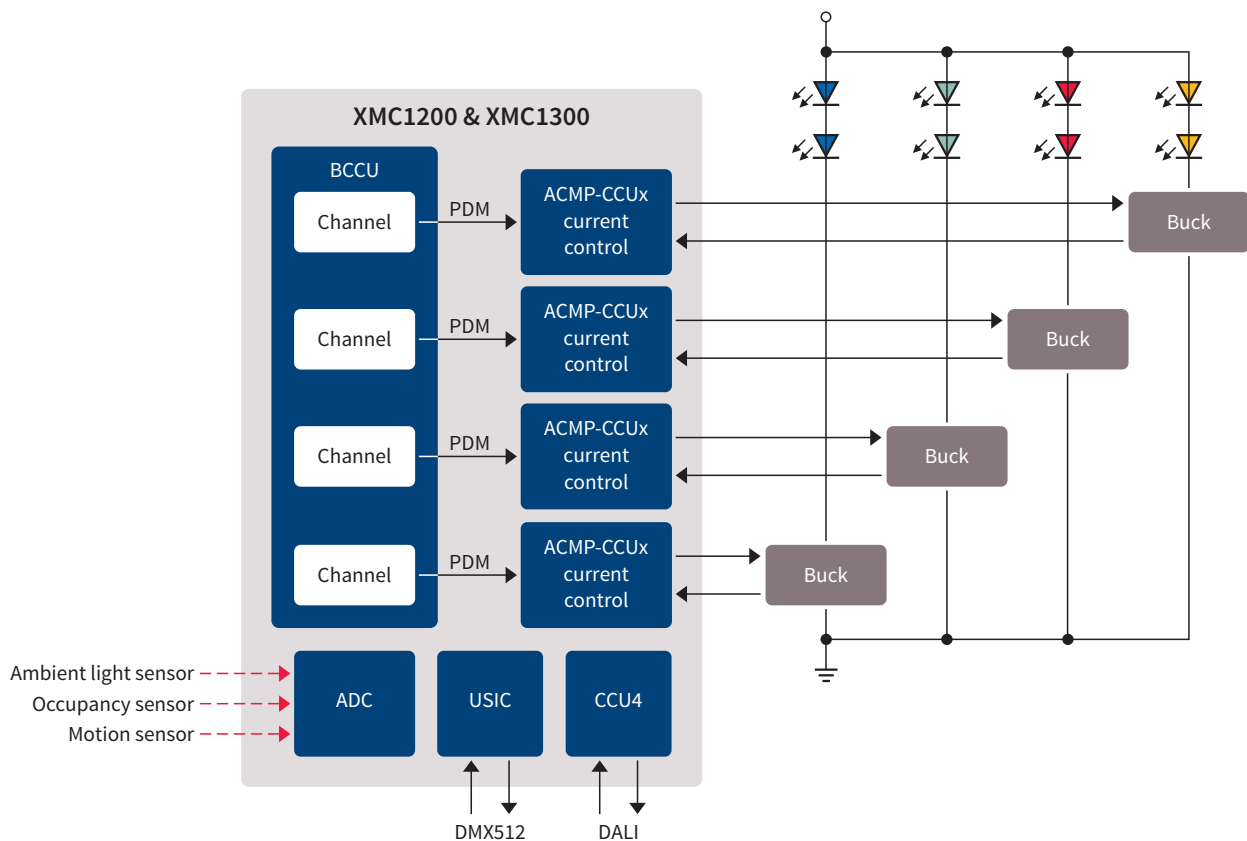 XMC1200 & XMC1300
BCCU
Channel
PDM
ACMP-CCUx
current
control
Buck
Channel
PDM
ACMP-CCUx
current
control
Buck
Channel
PDM
ACMP-CCUx
current
control
Buck
Channel
PDM
ACMP-CCUx
current
control
Buck
Ambient light sensor
Occupancy sensor
Motion sensor
ADC
USIC
CCU4
DMX512
DALI